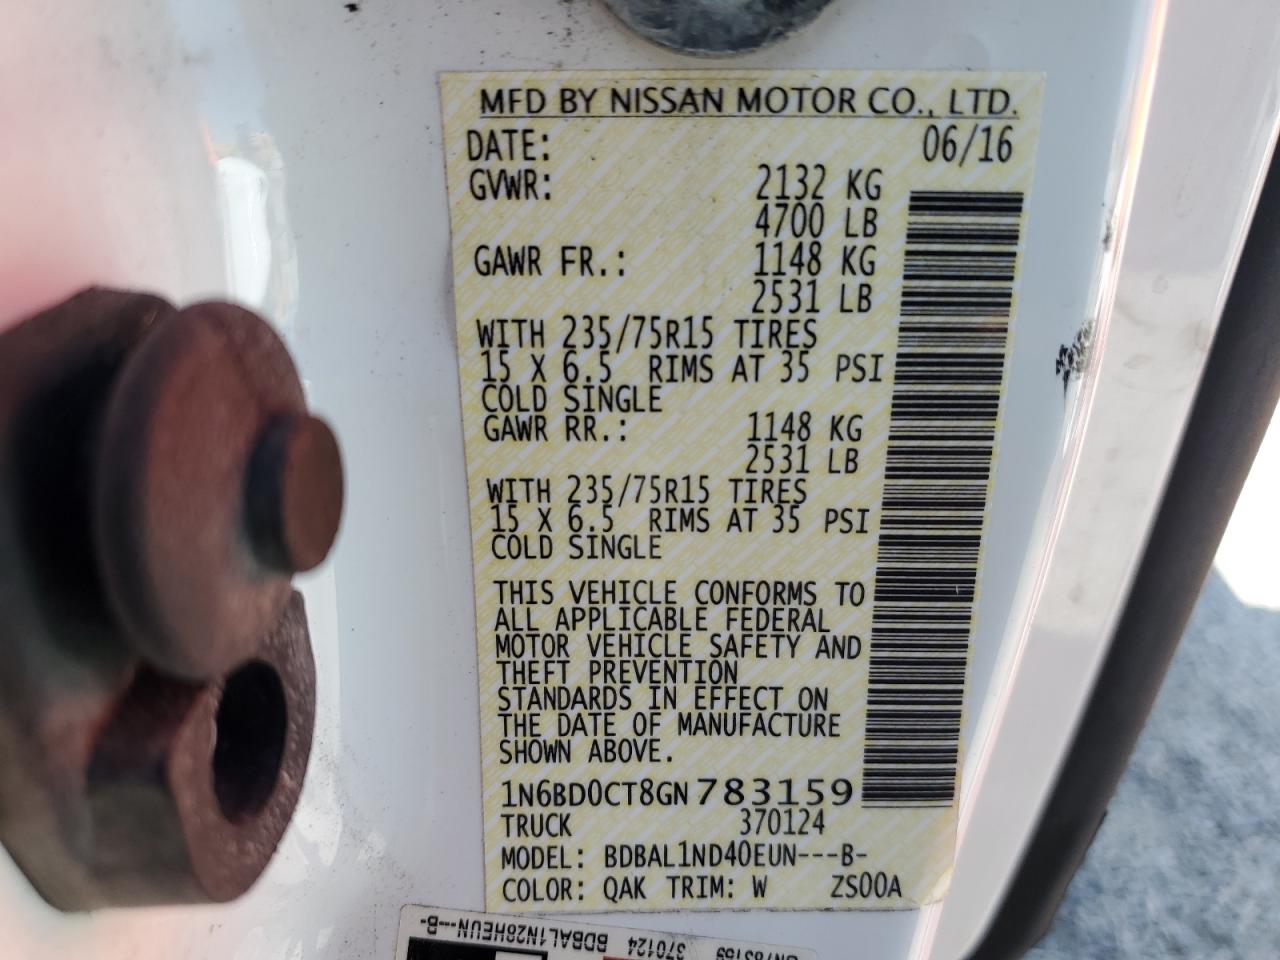 MFD BY NISSAN MOTOR CO., LTD.
DATE: 06/16
GVWR: 2132 KG
4700 LB
GAWR FR.: 1148 KG
2531 LB
WITH 235/75R15 TIRES
15 X 6.5 RIMS AT 35 PSI
COLD SINGLE
GAWR RR.: 1148 KG
2531 LB
WITH 235/75R15 TIRES
15 X 6.5 RIMS AT 35 PSI
COLD SINGLE
THIS VEHICLE CONFORMS TO
ALL APPLICABLE FEDERAL
MOTOR VEHICLE SAFETY AND
THEFT PREVENTION
STANDARDS IN EFFECT ON
THE DATE OF MANUFACTURE
SHOWN ABOVE.
1N6BD0CT8GN783159
TRUCK 370124
MODEL: BDBAL1ND40EUN---B-
COLOR: QAK TRIM: W ZS00A
GN783159 370124 BDBAL1N28HEUN---B-